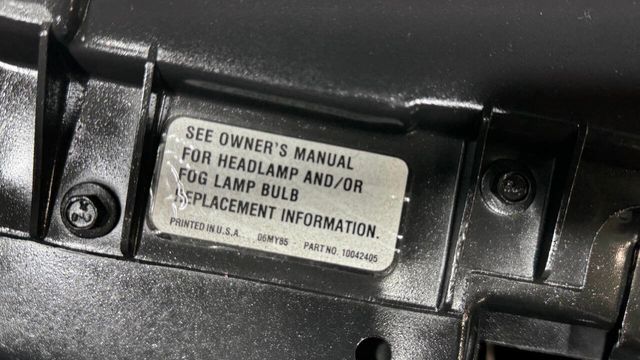 SEE OWNER'S MANUAL
FOR HEADLAMP AND/OR
FOG LAMP BULB
REPLACEMENT INFORMATION.
PRINTED IN U.S.A. 06MY85 - PART NO. 10042405